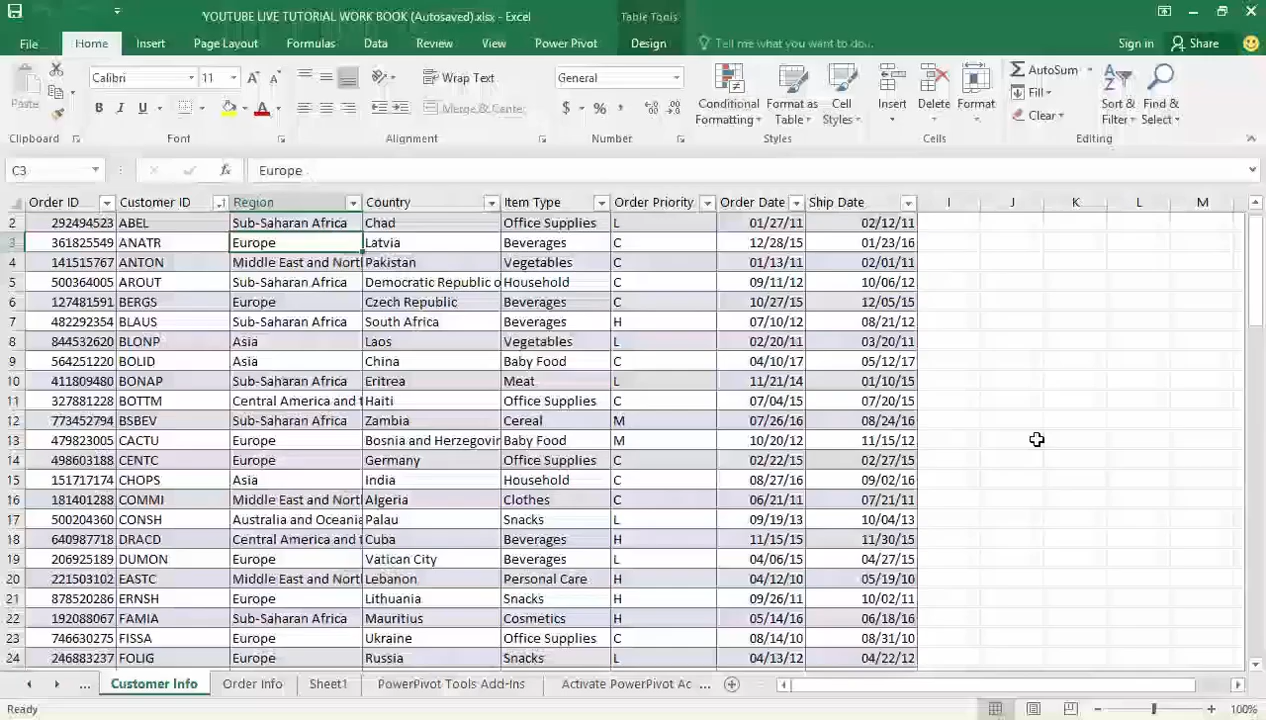 YOUTUBE LIVE TUTORIAL WORK BOOK (Autosaved).xlsx - Excel
Table Tools
File Home Insert Page Layout Formulas Data Review View Power Pivot Design Tell me what you want to do... Sign in Share
Calibri 11 Wrap Text General AutoSum
Paste Conditional Formatting Format as Table Cell Styles Insert Delete Format Fill Sort & Filter Find & Select
B I U A Merge & Center $ % , Clear
Clipboard Font Alignment Number Styles Cells Editing
C3 fx Europe
Order ID Customer ID Region Country Item Type Order Priority Order Date Ship Date I J K L M
2 292494523 ABEL Sub-Saharan Africa Chad Office Supplies L 01/27/11 02/12/11
3 361825549 ANATR Europe Latvia Beverages C 12/28/15 01/23/16
4 141515767 ANTON Middle East and Nortl Pakistan Vegetables C 01/13/11 02/01/11
5 500364005 AROUT Sub-Saharan Africa Democratic Republic o Household C 09/11/12 10/06/12
6 127481591 BERGS Europe Czech Republic Beverages C 10/27/15 12/05/15
7 482292354 BLAUS Sub-Saharan Africa South Africa Beverages H 07/10/12 08/21/12
8 844532620 BLONP Asia Laos Vegetables L 02/20/11 03/20/11
9 564251220 BOLID Asia China Baby Food C 04/10/17 05/12/17
10 411809480 BONAP Sub-Saharan Africa Eritrea Meat L 11/21/14 01/10/15
11 327881228 BOTTM Central America and t Haiti Office Supplies C 07/04/15 07/20/15
12 773452794 BSBEV Sub-Saharan Africa Zambia Cereal M 07/26/16 08/24/16
13 479823005 CACTU Europe Bosnia and Herzegovin Baby Food M 10/20/12 11/15/12
14 498603188 CENTC Europe Germany Office Supplies C 02/22/15 02/27/15
15 151717174 CHOPS Asia India Household C 08/27/16 09/02/16
16 181401288 COMMI Middle East and Nortl Algeria Clothes C 06/21/11 07/21/11
17 500204360 CONSH Australia and Oceania Palau Snacks L 09/19/13 10/04/13
18 640987718 DRACD Central America and t Cuba Beverages H 11/15/15 11/30/15
19 206925189 DUMON Europe Vatican City Beverages L 04/06/15 04/27/15
20 221503102 EASTC Middle East and Nortl Lebanon Personal Care H 04/12/10 05/19/10
21 878520286 ERNSH Europe Lithuania Snacks H 09/26/11 10/02/11
22 192088067 FAMIA Sub-Saharan Africa Mauritius Cosmetics H 05/14/16 06/18/16
23 746630275 FISSA Europe Ukraine Office Supplies C 08/14/10 08/31/10
24 246883237 FOLIG Europe Russia Snacks L 04/13/12 04/22/12
... Customer Info Order Info Sheet1 PowerPivot Tools Add-Ins Activate PowerPivot Ac ...
Ready 100%